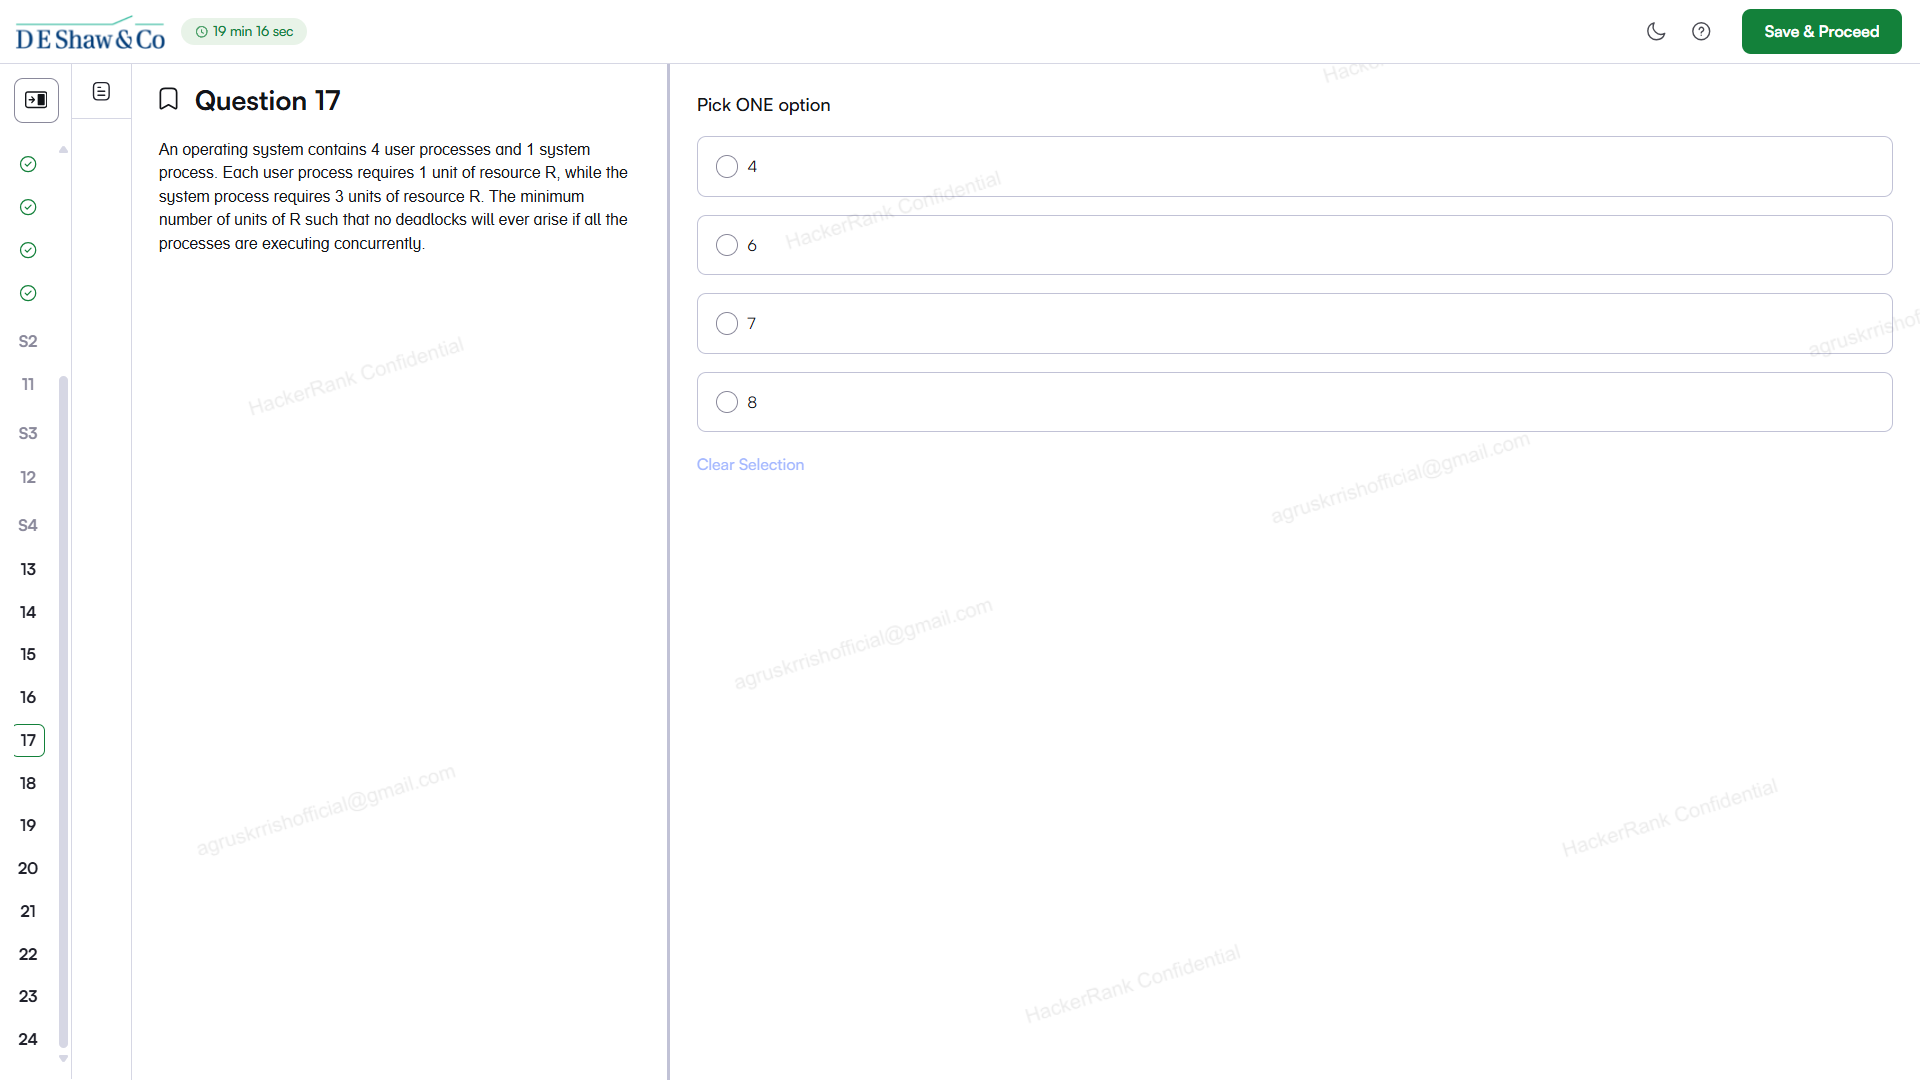 DEShaw&Co
19 min 16 sec
Save & Proceed
S2
11
S3
12
S4
13
14
15
16
17
18
19
20
21
22
23
24
Question 17
An operating system contains 4 user processes and 1 system
process. Each user process requires 1 unit of resource R, while the
system process requires 3 units of resource R. The minimum
number of units of R such that no deadlocks will ever arise if all the
processes are executing concurrently.
Pick ONE option
4
6
7
8
Clear Selection
HackerRank Confidential
HackerRank Confidential
agruskrrishofficial@gmail.com
agruskrrishofficial@gmail.com
agruskrrishofficial@gmail.com
HackerRank Confidential
HackerRank Confidential